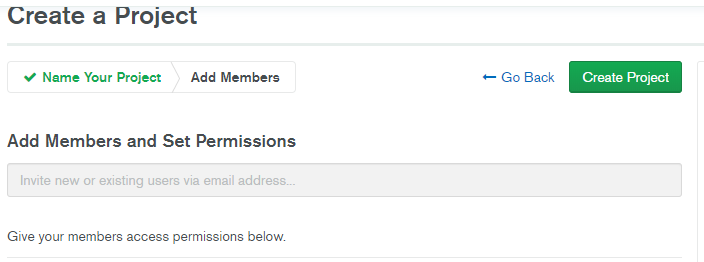 Create a Project
✔ Name Your Project Add Members ← Go Back Create Project
Add Members and Set Permissions
Invite new or existing users via email address...
Give your members access permissions below.